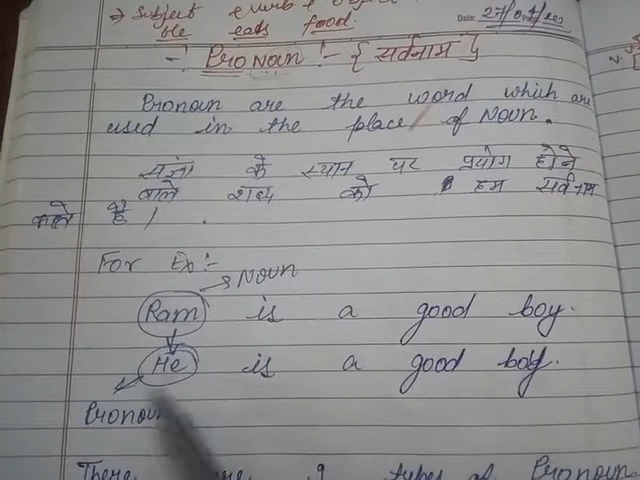 → Subject + verb + object
He eats food.
Date: 27/04/20
-: Pronoun :- { सर्वनाम }
Pronoun are the word which are
used in the place of Noun.
संज्ञा के स्थान पर प्रयोग होने
वाले शब्द को हम सर्वनाम
कहते है।
For Ex:-
→ Noun
Ram is a good boy.
He is a good boy.
Pronoun
There are 9 types of Pronoun